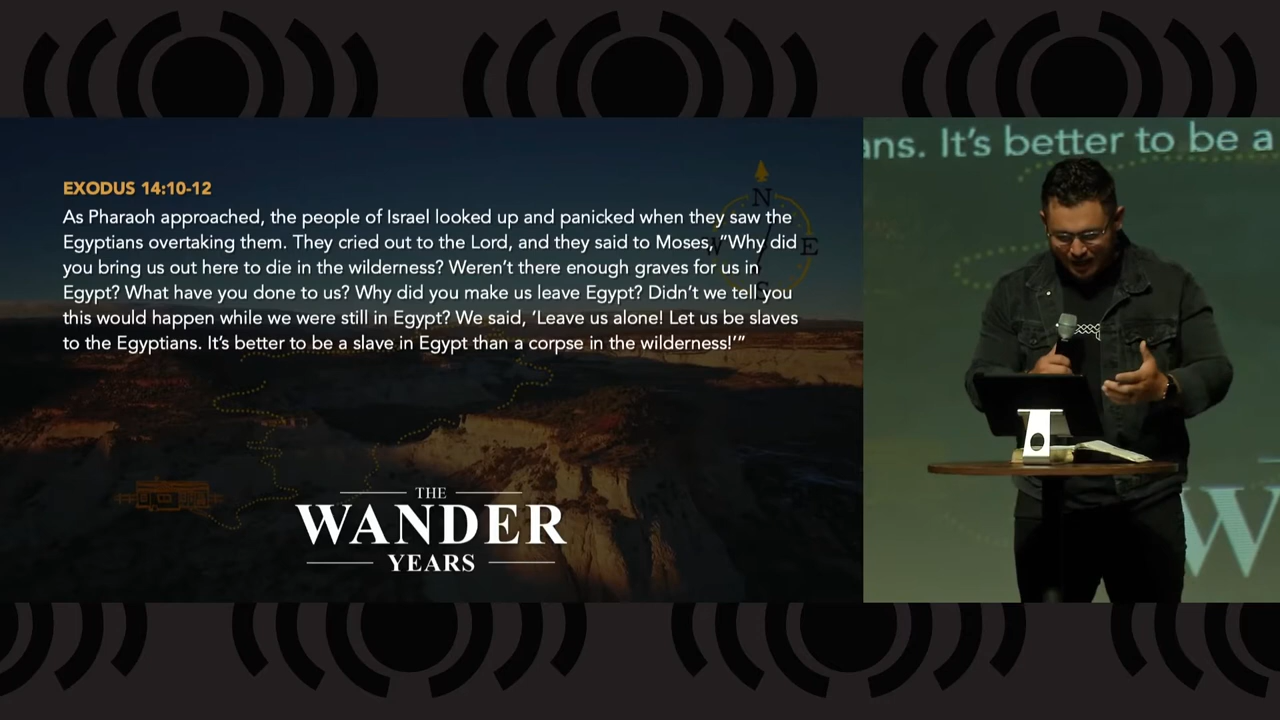 EXODUS 14:10-12
As Pharaoh approached, the people of Israel looked up and panicked when they saw the
Egyptians overtaking them. They cried out to the Lord, and they said to Moses, "Why did
you bring us out here to die in the wilderness? Weren't there enough graves for us in
Egypt? What have you done to us? Why did you make us leave Egypt? Didn't we tell you
this would happen while we were still in Egypt? We said, 'Leave us alone! Let us be slaves
to the Egyptians. It's better to be a slave in Egypt than a corpse in the wilderness!'"
N
W E
S
THE
WANDER
YEARS
ans. It's better to be a
W